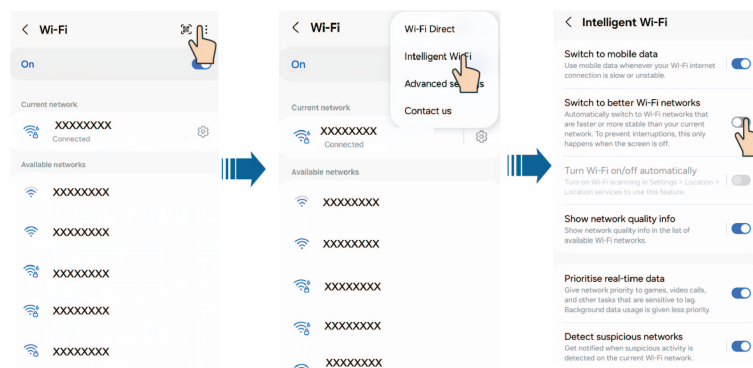 Wi-Fi
On
Current network
XXXXXXXX
Connected
Available networks
XXXXXXXX
XXXXXXXX
XXXXXXXX
XXXXXXXX
XXXXXXXX
Wi-Fi
On
Current network
XXXXXXXX
Connected
Available networks
XXXXXXXX
XXXXXXXX
XXXXXXXX
XXXXXXXX
XXXXXXXX
Wi-Fi Direct
Intelligent Wi-Fi
Advanced se s
Contact us
Intelligent Wi-Fi
Switch to mobile data
Use mobile data whenever your Wi-Fi internet
connection is slow or unstable.
Switch to better Wi-Fi networks
Automatically switch to Wi-Fi networks that
are faster or more stable than your current
network. To prevent interruptions, this only
happens when the screen is off.
Turn Wi-Fi on/off automatically
Turn on Wi-Fi scanning in Settings > Location >
Location services to use this feature.
Show network quality info
Show network quality info in the list of
available Wi-Fi networks.
Prioritise real-time data
Give network priority to games, video calls,
and other tasks that are sensitive to lag.
Background data usage is given less priority.
Detect suspicious networks
Get notified when suspicious activity is
detected on the current Wi-Fi network.